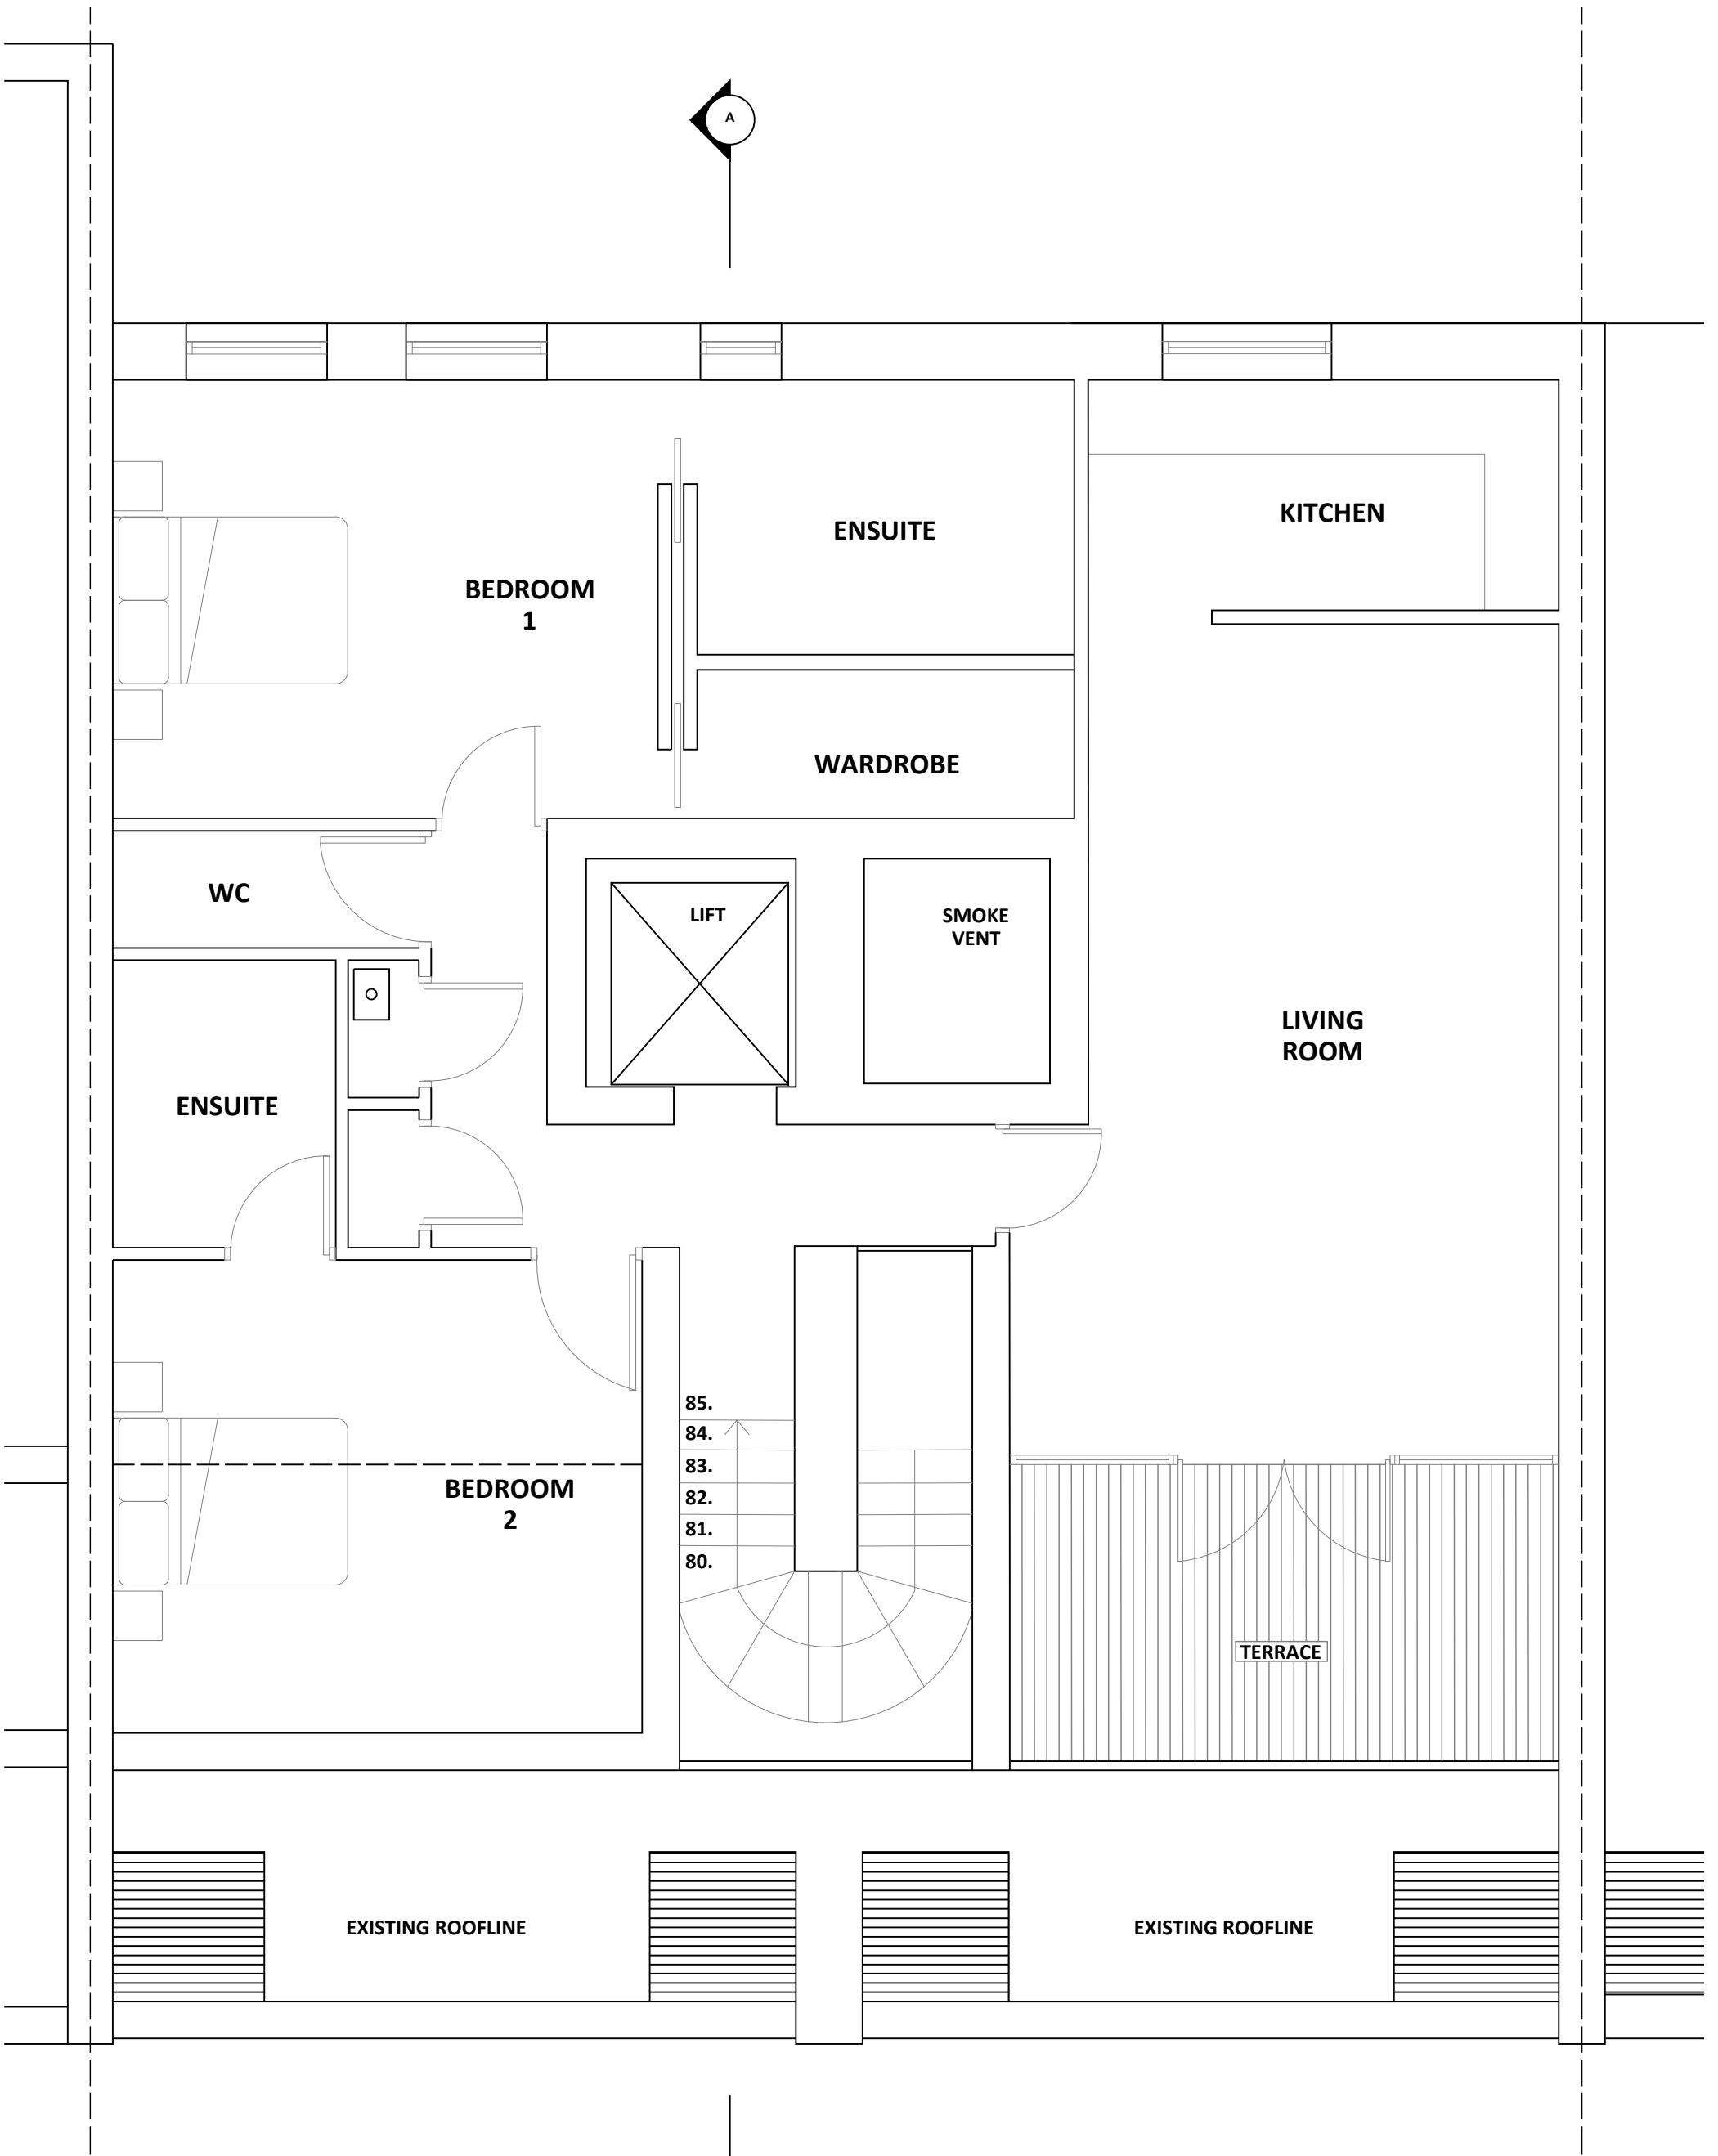 A
KITCHEN
ENSUITE
BEDROOM
1
WARDROBE
WC
LIFT
SMOKE
VENT
LIVING
ROOM
ENSUITE
85.
84.
83.
82.
81.
80.
BEDROOM
2
TERRACE
EXISTING ROOFLINE
EXISTING ROOFLINE